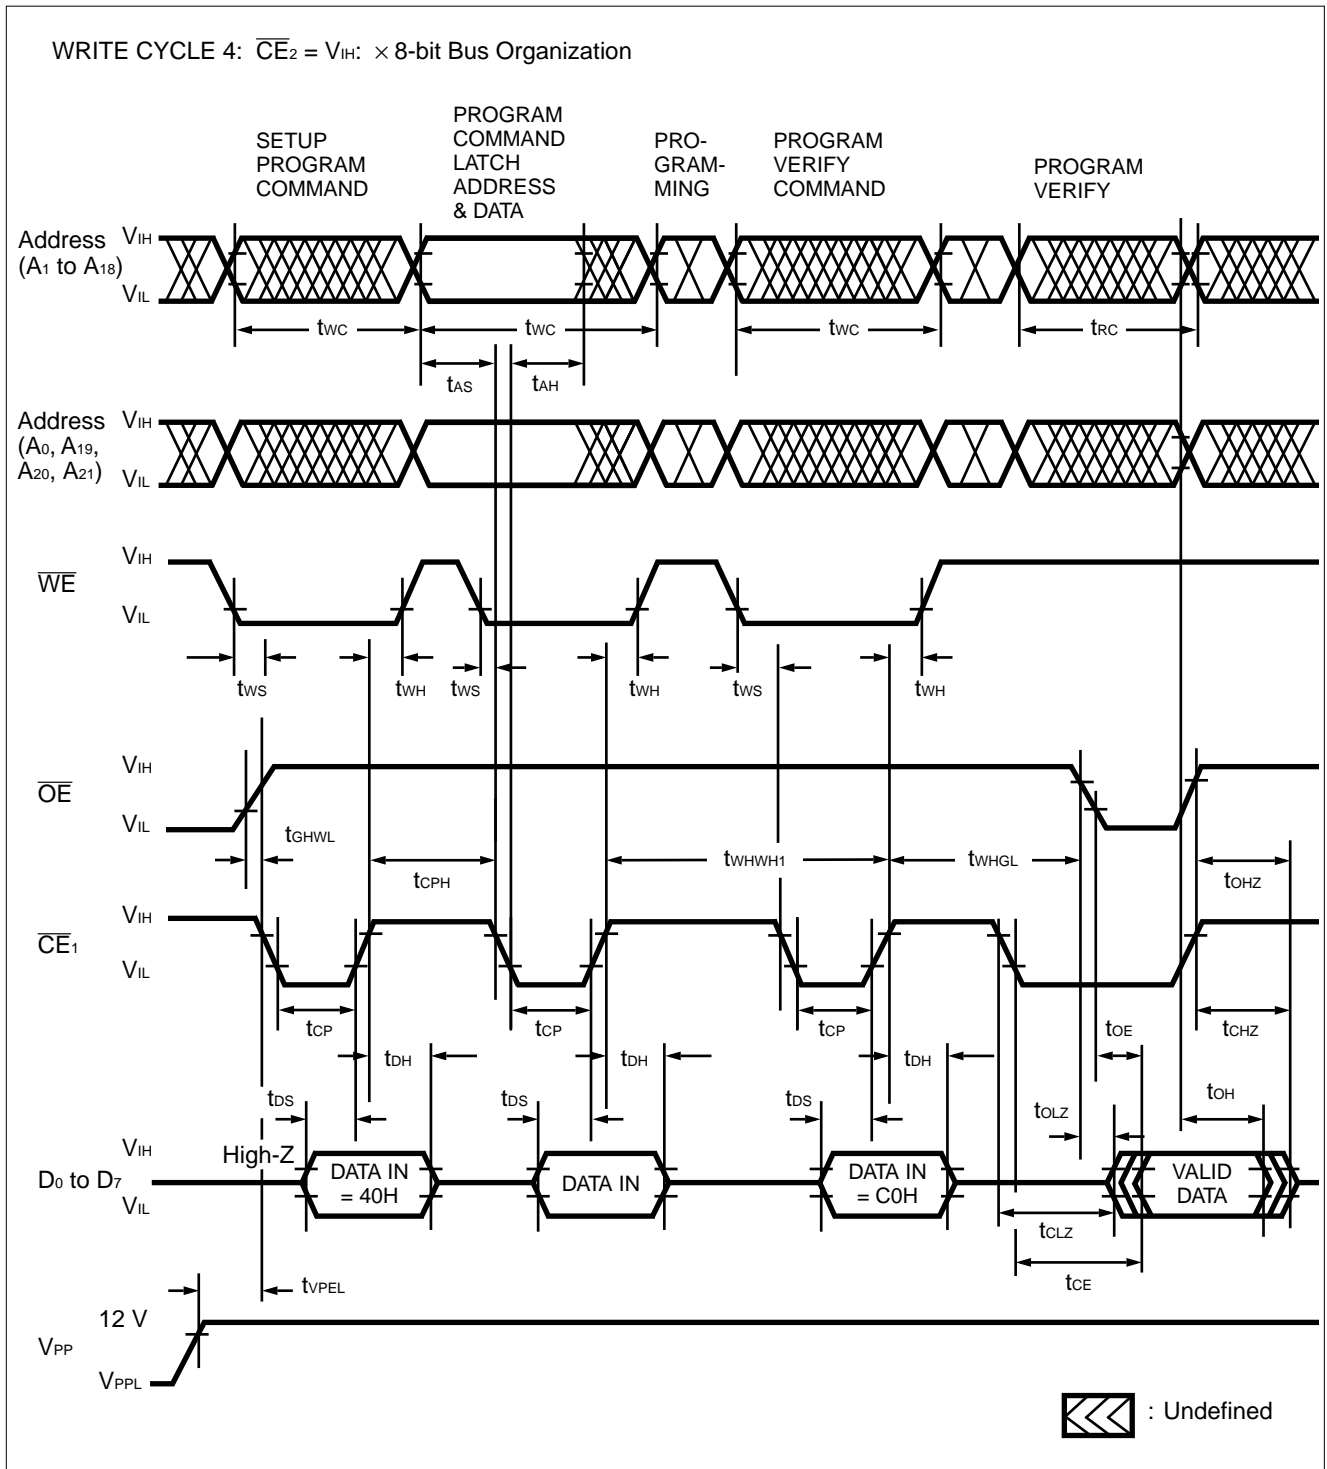 WRITE CYCLE 4: CE2 = VIH: × 8-bit Bus Organization
SETUP
PROGRAM
COMMAND
PROGRAM
COMMAND
LATCH
ADDRESS
& DATA
PRO-
GRAM-
MING
PROGRAM
VERIFY
COMMAND
PROGRAM
VERIFY
Address
(A1 to A18)
VIH
VIL
tWC
tWC
tWC
tRC
tAS
tAH
Address
(A0, A19,
A20, A21)
VIH
VIL
WE
VIH
VIL
tWS
tWH
tWS
tWH
tWS
tWH
OE
VIH
VIL
tGHWL
tCPH
tWHWH1
tWHGL
tOHZ
CE1
VIH
VIL
tCP
tCP
tCP
tOE
tCHZ
tDH
tDH
tDH
tDS
tDS
tDS
tOLZ
tOH
D0 to D7
VIH
VIL
High-Z
DATA IN
= 40H
DATA IN
DATA IN
= C0H
VALID
DATA
tCLZ
tCE
tVPEL
VPP
12 V
VPPL
: Undefined